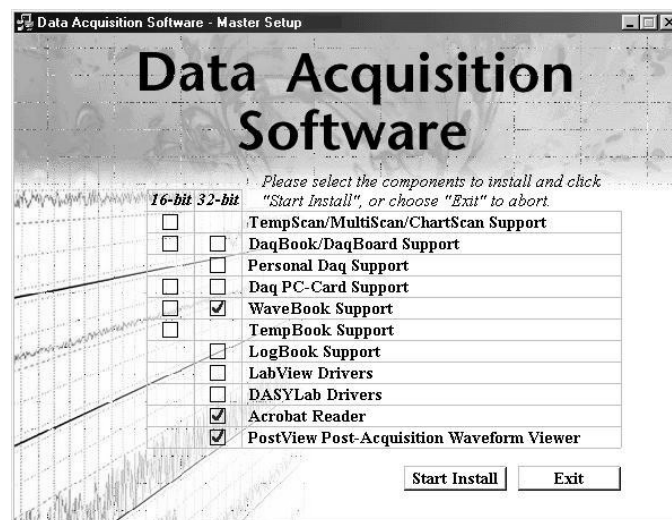 Data Acquisition Software - Master Setup
Data Acquisition
Software
Please select the components to install and click
16-bit 32-bit "Start Install", or choose "Exit" to abort.
TempScan/MultiScan/ChartScan Support
DaqBook/DaqBoard Support
Personal Daq Support
Daq PC-Card Support
WaveBook Support
TempBook Support
LogBook Support
LabView Drivers
DASYLab Drivers
Acrobat Reader
PostView Post-Acquisition Waveform Viewer
Start Install Exit